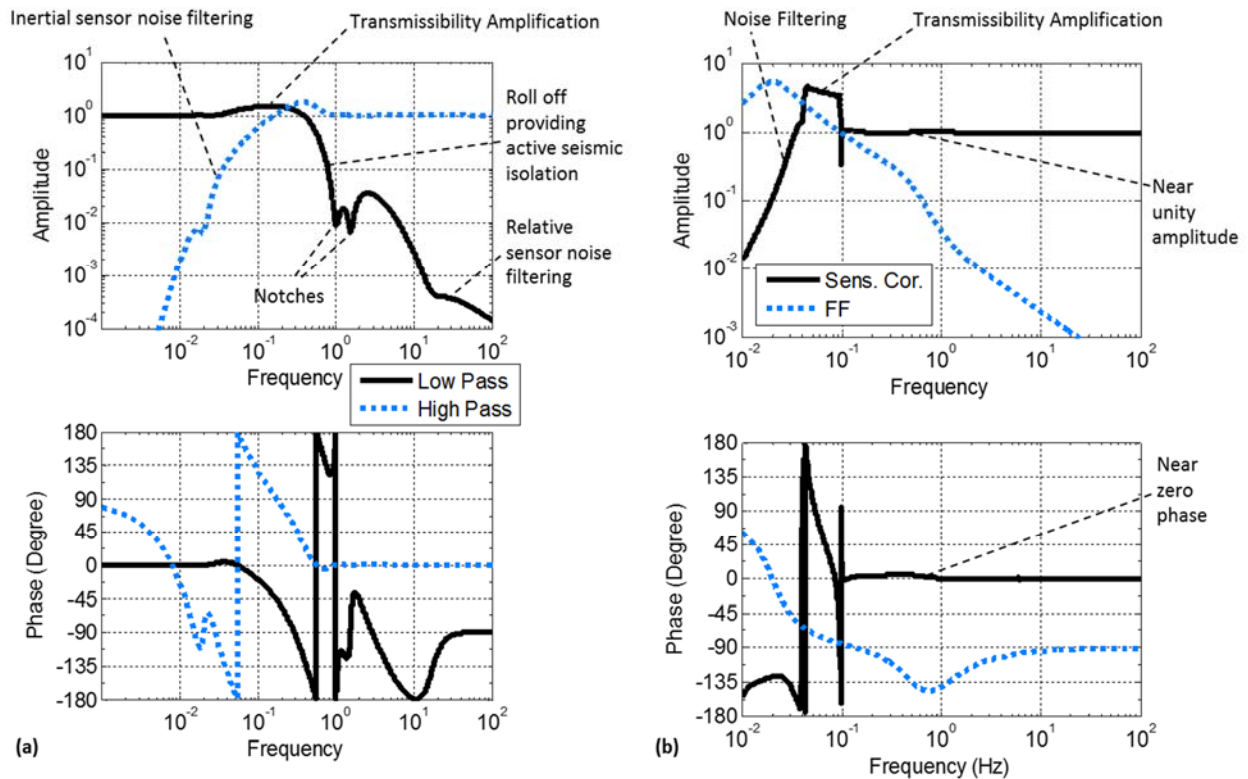 Inertial sensor noise filtering
Transmissibility Amplification
10^1
10^0
10^-1
10^-2
10^-3
10^-4
Amplitude
10^-2
10^-1
10^0
10^1
10^2
Frequency
Roll off
providing
active seismic
isolation
Relative
sensor noise
filtering
Notches
Low Pass
High Pass
180
135
90
45
0
-45
-90
-135
-180
Phase (Degree)
10^-2
10^-1
10^0
10^1
10^2
Frequency
(a)
Noise Filtering
Transmissibility Amplification
10^1
10^0
10^-1
10^-2
10^-3
Amplitude
Near
unity
amplitude
Sens. Cor.
FF
10^-2
10^-1
10^0
10^1
10^2
Frequency
180
135
90
45
0
-45
-90
-135
-180
Phase (Degree)
Near
zero
phase
10^-2
10^-1
10^0
10^1
10^2
Frequency (Hz)
(b)